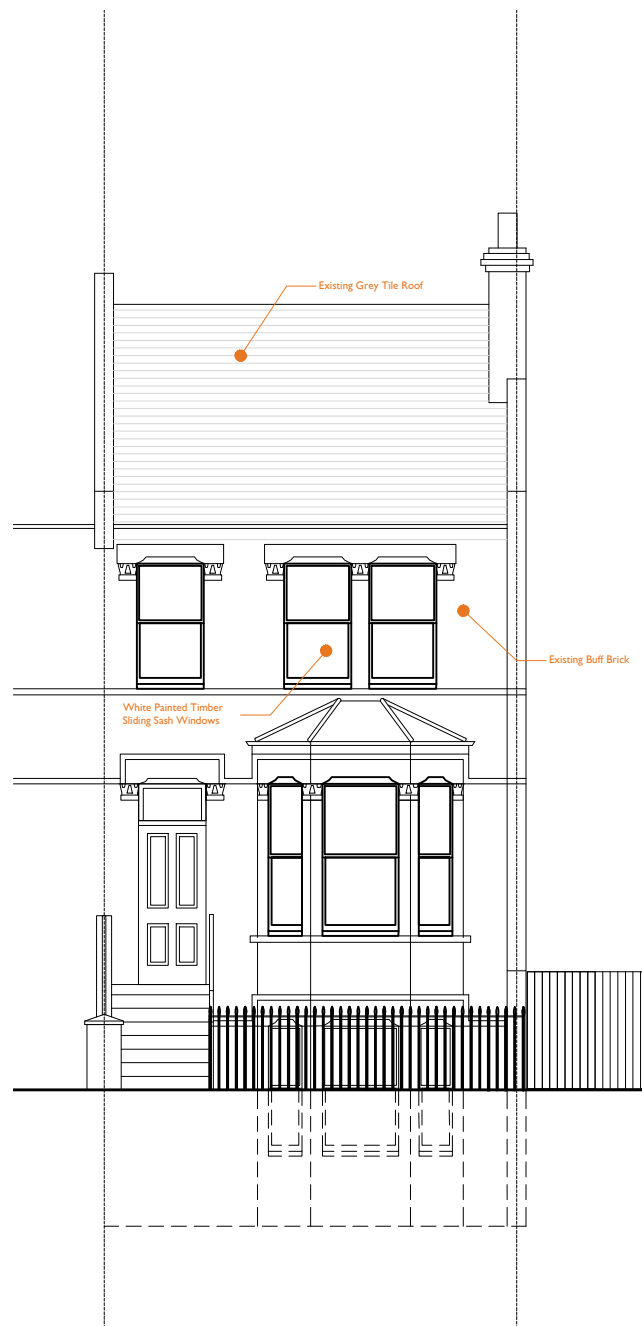 Existing Grey Tile Roof
Existing Buff Brick
White Painted Timber
Sliding Sash Windows